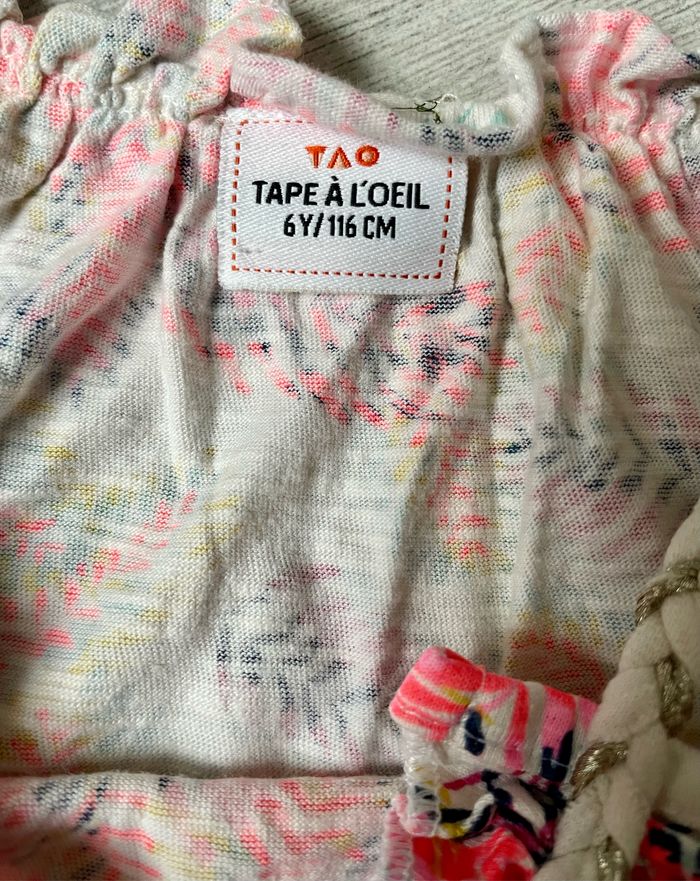 TAO
TAPE À L'OEIL
6Y/116 CM